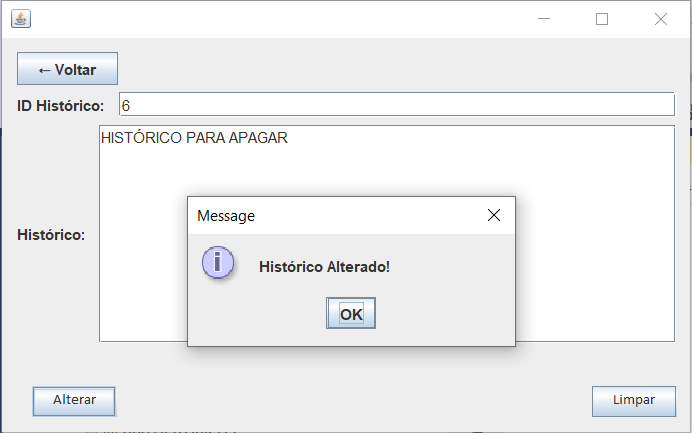 ← Voltar
ID Histórico: 6
HISTÓRICO PARA APAGAR
Message
Histórico:
Histórico Alterado!
OK
Alterar
Limpar